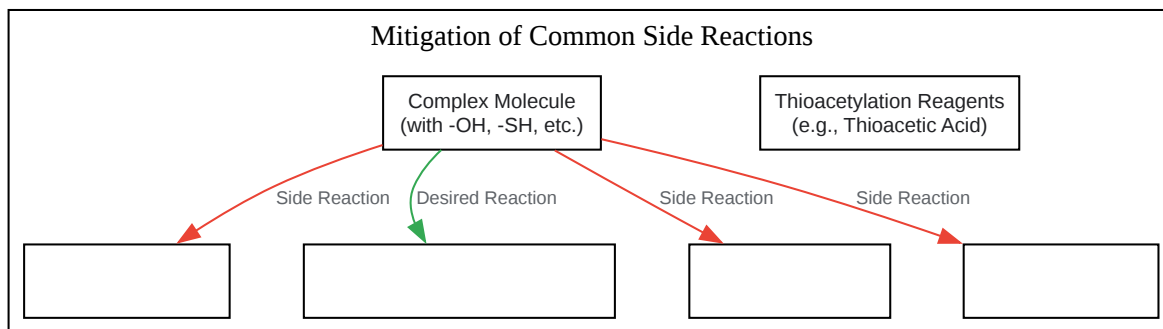 Mitigation of Common Side Reactions
Complex Molecule
(with -OH, -SH, etc.)
Thioacetylation Reagents
(e.g., Thioacetic Acid)
Side Reaction
Desired Reaction
Side Reaction
Side Reaction